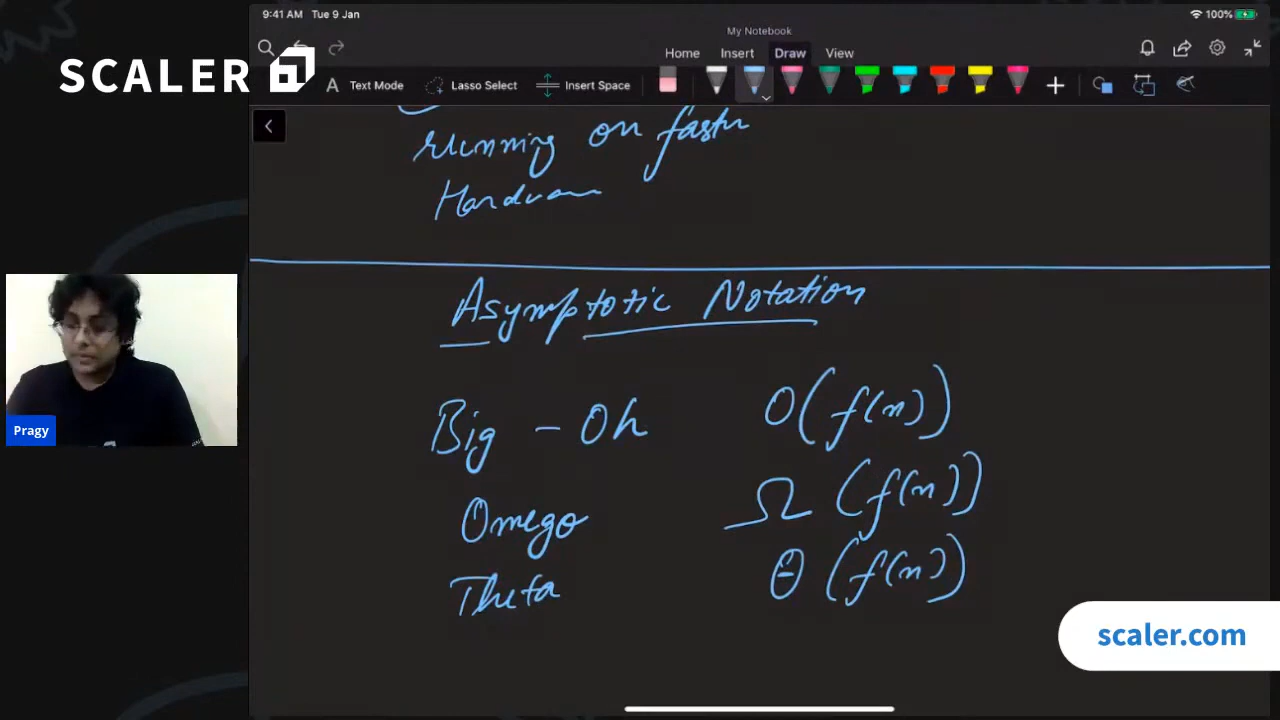 9:41 AM Tue 9 Jan
100%
My Notebook
Home Insert Draw View
SCALER
Text Mode Lasso Select Insert Space
Running on faster
Hardware
Asymptotic Notation
Big - Oh O(f(n))
Omega Ω (f(n))
Theta Θ (f(n))
Pragy
scaler.com